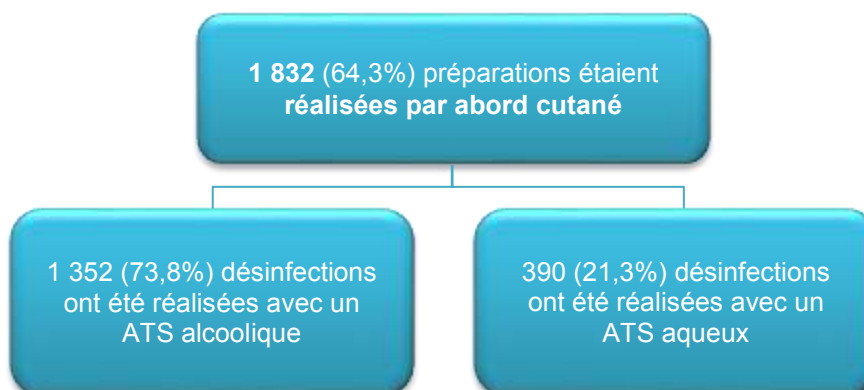 1 832 (64,3%) préparations étaient
réalisées par abord cutané
1 352 (73,8%) désinfections
ont été réalisées avec un
ATS alcoolique
390 (21,3%) désinfections
ont été réalisées avec un
ATS aqueux